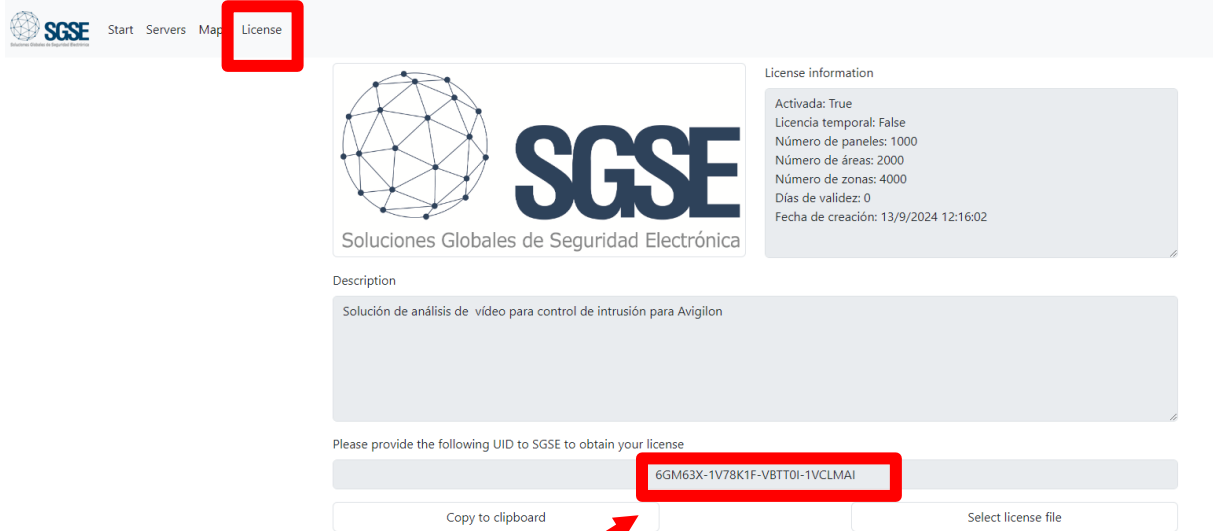 SGSE
Soluciones Globales de Seguridad Electrónica
Start Servers Map License
SGSE
Soluciones Globales de Seguridad Electrónica
License information
Activada: True
Licencia temporal: False
Número de paneles: 1000
Número de áreas: 2000
Número de zonas: 4000
Días de validez: 0
Fecha de creación: 13/9/2024 12:16:02
Description
Solución de análisis de vídeo para control de intrusión para Avigilon
Please provide the following UID to SGSE to obtain your license
6GM63X-1V78K1F-VBTT0I-1VCLMAI
Copy to clipboard
Select license file